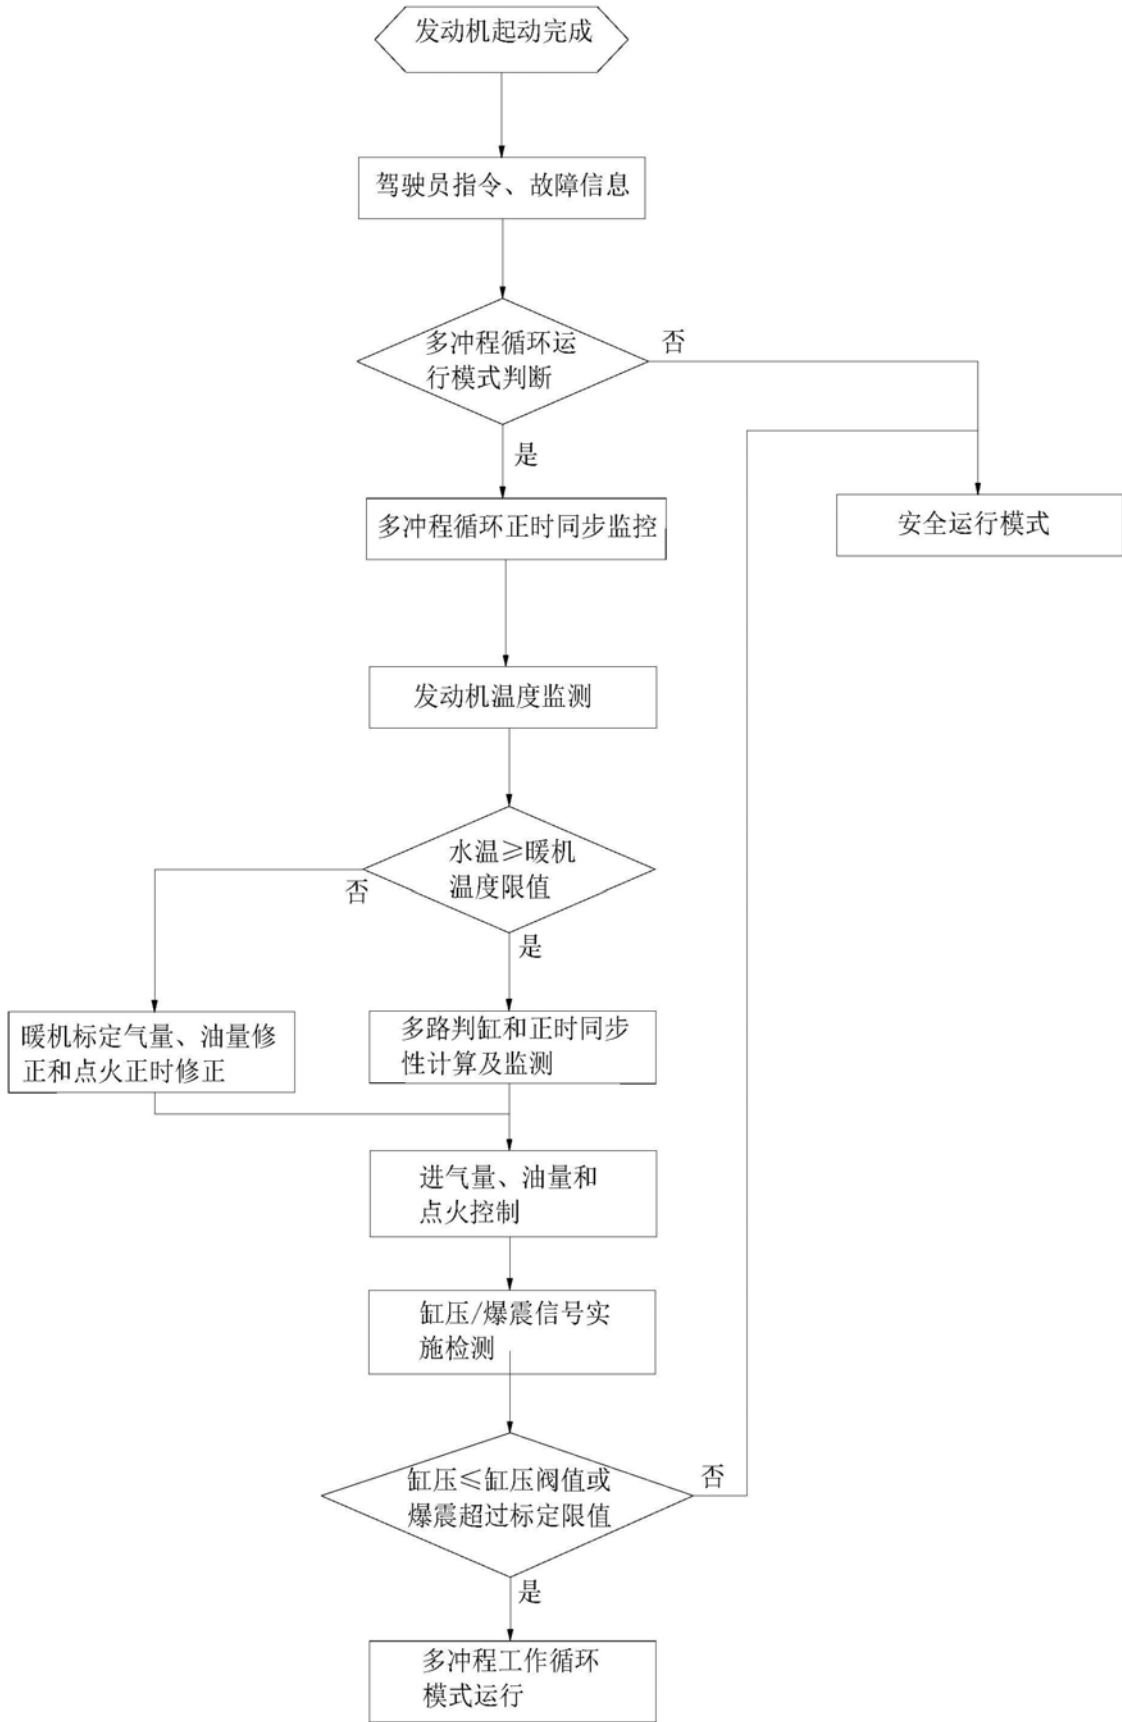 发动机起动完成
驾驶员指令、故障信息
多冲程循环运
行模式判断
否
是
多冲程循环正时同步监控
安全运行模式
发动机温度监测
水温≥暖机
温度限值
否
是
暖机标定气量、油量修
正和点火正时修正
多路判缸和正时同步
性计算及监测
进气量、油量和
点火控制
缸压/爆震信号实
施检测
缸压≤缸压阀值或
爆震超过标定限值
否
是
多冲程工作循环
模式运行